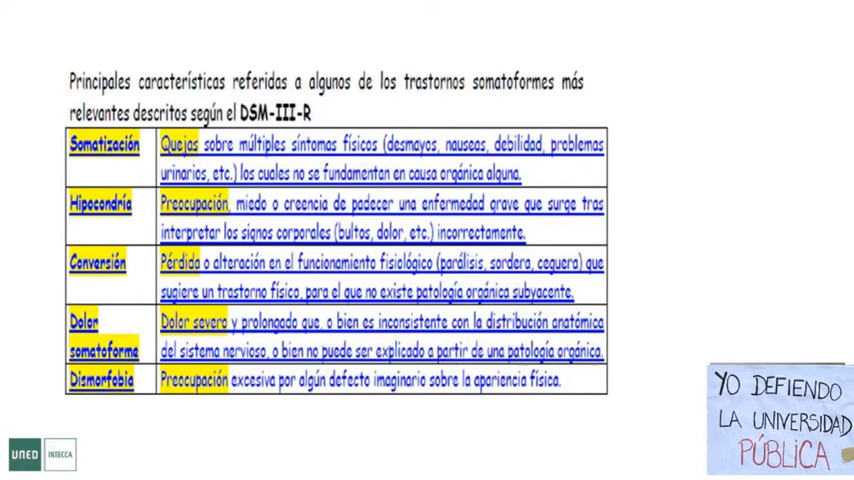 Principales características referidas a algunos de los trastornos somatoformes más
relevantes descritos según el DSM-III-R
Somatización
Quejas sobre múltiples síntomas físicos (desmayos, nauseas, debilidad, problemas
urinarios, etc.) los cuales no se fundamentan en causa orgánica alguna.
Hipocondría
Preocupación, miedo o creencia de padecer una enfermedad grave que surge tras
interpretar los signos corporales (bultos, dolor, etc.) incorrectamente.
Conversión
Pérdida o alteración en el funcionamiento fisiológico (parálisis, sordera, ceguera) que
sugiere un trastorno físico, para el que no existe patología orgánica subyacente.
Dolor
somatoforme
Dolor severo y prolongado que, o bien es inconsistente con la distribución anatómica
del sistema nervioso, o bien no puede ser explicado a partir de una patología orgánica.
Dismorfobia
Preocupación excesiva por algún defecto imaginario sobre la apariencia física.
UNED INTECCA
YO DEFIENDO
LA UNIVERSIDAD
PÚBLICA